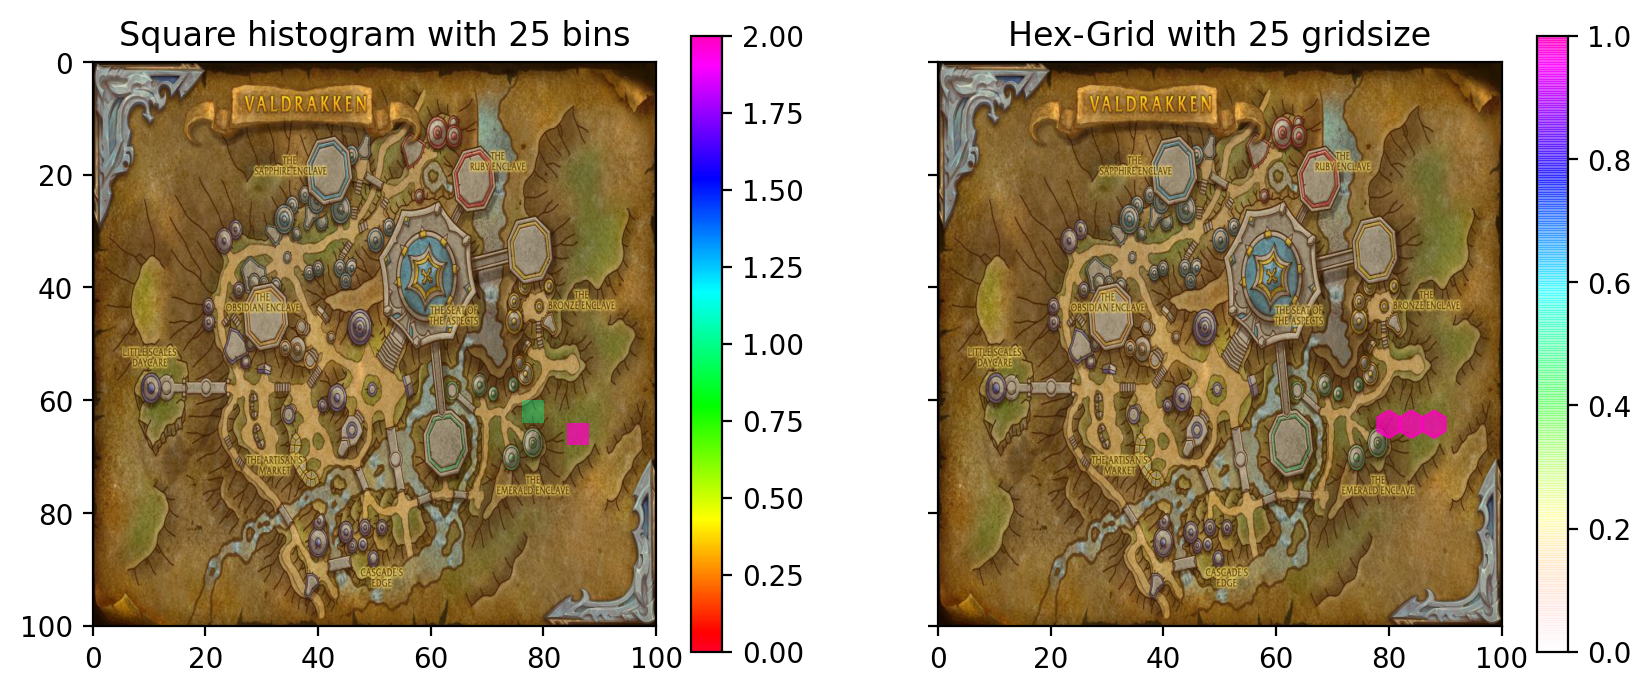 Square histogram with 25 bins
0
20
40
60
80
100
0
20
40
60
80
100
VALDRAKKEN
THE
SAPPHIRE ENCLAVE
THE
RUBY ENCLAVE
THE
OBSIDIAN ENCLAVE
THE SEAT OF
THE ASPECTS
THE
BRONZE ENCLAVE
LITTLE SCALES
DAYCARE
THE ARTISAN'S
MARKET
THE
EMERALD ENCLAVE
CASCADE'S
EDGE
2.00
1.75
1.50
1.25
1.00
0.75
0.50
0.25
0.00
Hex-Grid with 25 gridsize
VALDRAKKEN
THE
SAPPHIRE ENCLAVE
THE
RUBY ENCLAVE
THE
OBSIDIAN ENCLAVE
THE SEAT OF
THE ASPECTS
THE
BRONZE ENCLAVE
LITTLE SCALES
DAYCARE
THE ARTISAN'S
MARKET
THE
EMERALD ENCLAVE
CASCADE'S
EDGE
0
20
40
60
80
100
1.0
0.8
0.6
0.4
0.2
0.0